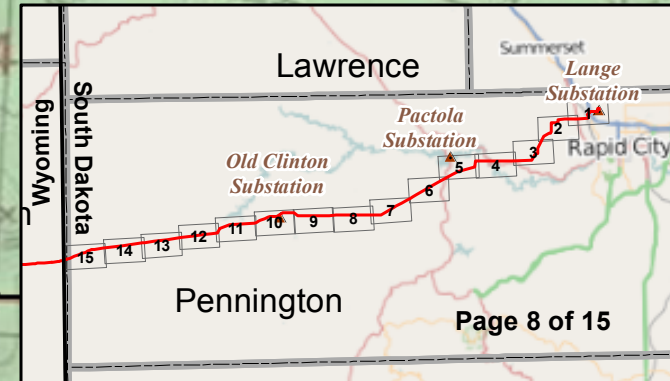 Summerset
Lawrence
Lange
Substation
Wyoming
South Dakota
Pactola
Substation
Rapid City
Old Clinton
Substation
1
2
3
4
5
6
7
8
9
10
11
12
13
14
15
Pennington
Page 8 of 15